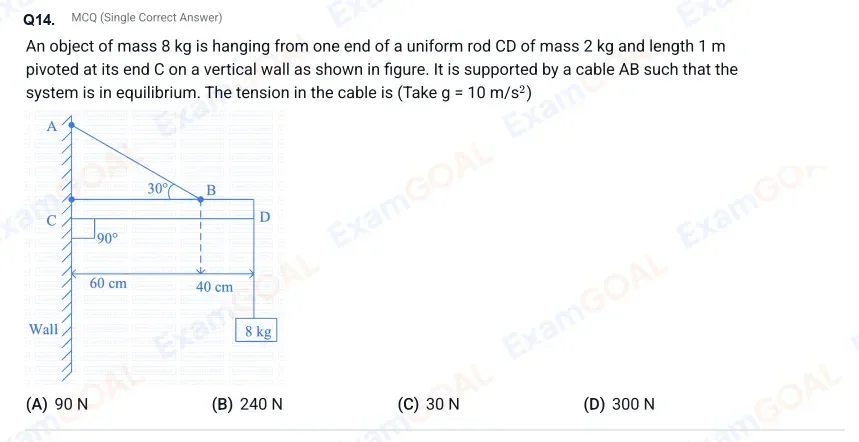 Q14. MCQ (Single Correct Answer)
An object of mass 8 kg is hanging from one end of a uniform rod CD of mass 2 kg and length 1 m
pivoted at its end C on a vertical wall as shown in figure. It is supported by a cable AB such that the
system is in equilibrium. The tension in the cable is (Take g = 10 m/s²)
A
30° B
C D
90°
60 cm 40 cm
Wall 8 kg
(A) 90 N (B) 240 N (C) 30 N (D) 300 N
ExamGOAL